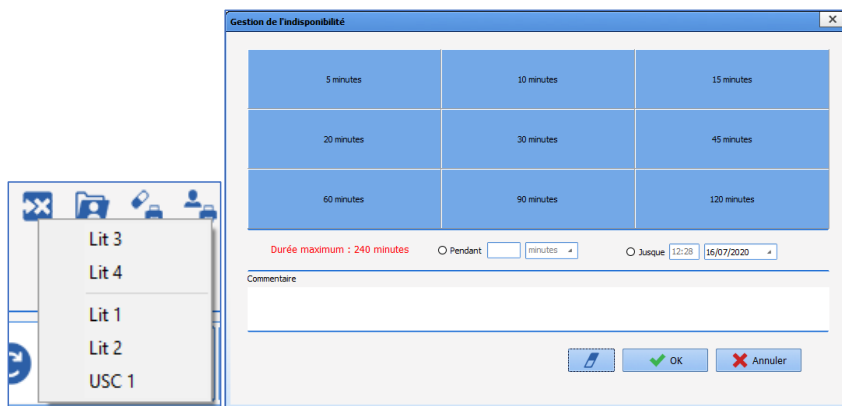 Lit 3
Lit 4
Lit 1
Lit 2
USC 1
Gestion de l'indisponibilité
5 minutes 10 minutes 15 minutes
20 minutes 30 minutes 45 minutes
60 minutes 90 minutes 120 minutes
Durée maximum : 240 minutes Pendant minutes Jusque 12:28 16/07/2020
Commentaire
OK Annuler